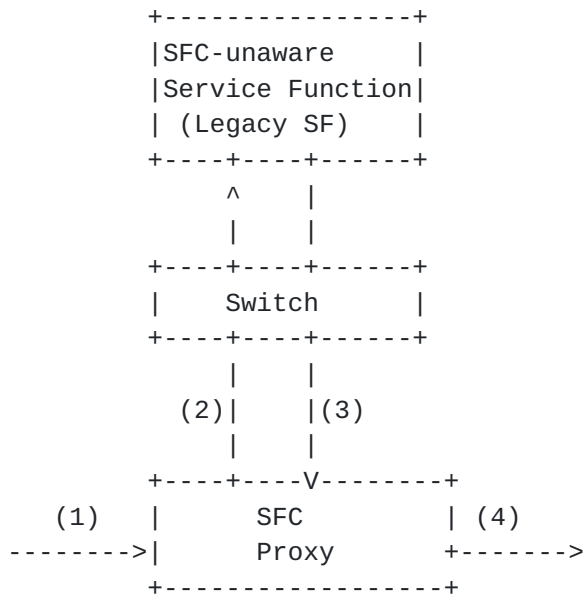 SFC-unaware
Service Function
(Legacy SF)
Switch
(2) (3)
(1) SFC (4)
Proxy